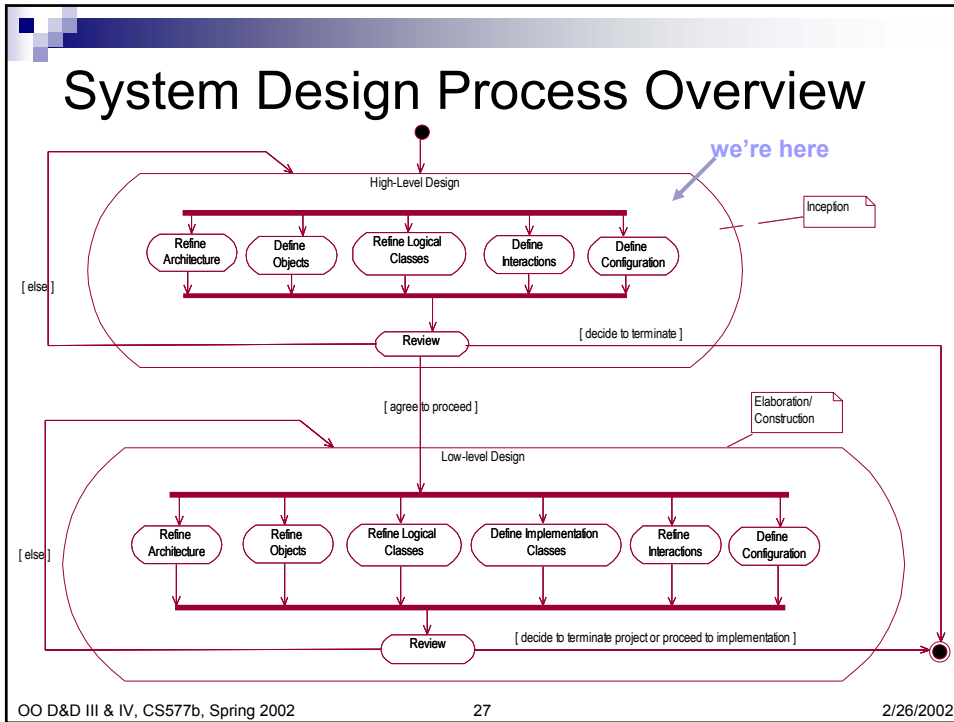 System Design Process Overview
we're here
High-Level Design
Inception
Refine
Architecture
Define
Objects
Refine Logical
Classes
Define
Interactions
Define
Configuration
[ else ]
Review
[ decide to terminate ]
[ agree to proceed ]
Elaboration/
Construction
Low-level Design
Refine
Architecture
Refine
Objects
Refine Logical
Classes
Define Implementation
Classes
Refine
Interactions
Define
Configuration
[ else ]
Review
[ decide to terminate project or proceed to implementation ]
OO D&D III & IV, CS577b, Spring 2002
27
2/26/2002